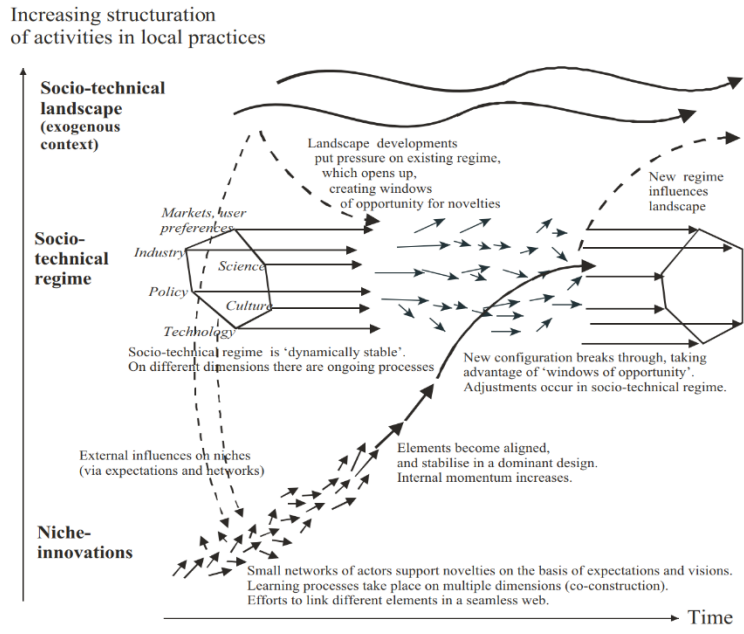 Increasing structuration
of activities in local practices
Socio-technical
landscape
(exogenous
context)
Landscape developments
put pressure on existing regime,
which opens up,
creating windows
of opportunity for novelties
New regime
influences
landscape
Markets, user
preferences
Socio-
technical
regime
Industry
Science
Policy
Culture
Technology
Socio-technical regime is ‘dynamically stable’.
On different dimensions there are ongoing processes
New configuration breaks through, taking
advantage of ‘windows of opportunity’.
Adjustments occur in socio-technical regime.
External influences on niches
(via expectations and networks)
Elements become aligned,
and stabilise in a dominant design.
Internal momentum increases.
Niche-
innovations
Small networks of actors support novelties on the basis of expectations and visions.
Learning processes take place on multiple dimensions (co-construction).
Efforts to link different elements in a seamless web.
Time